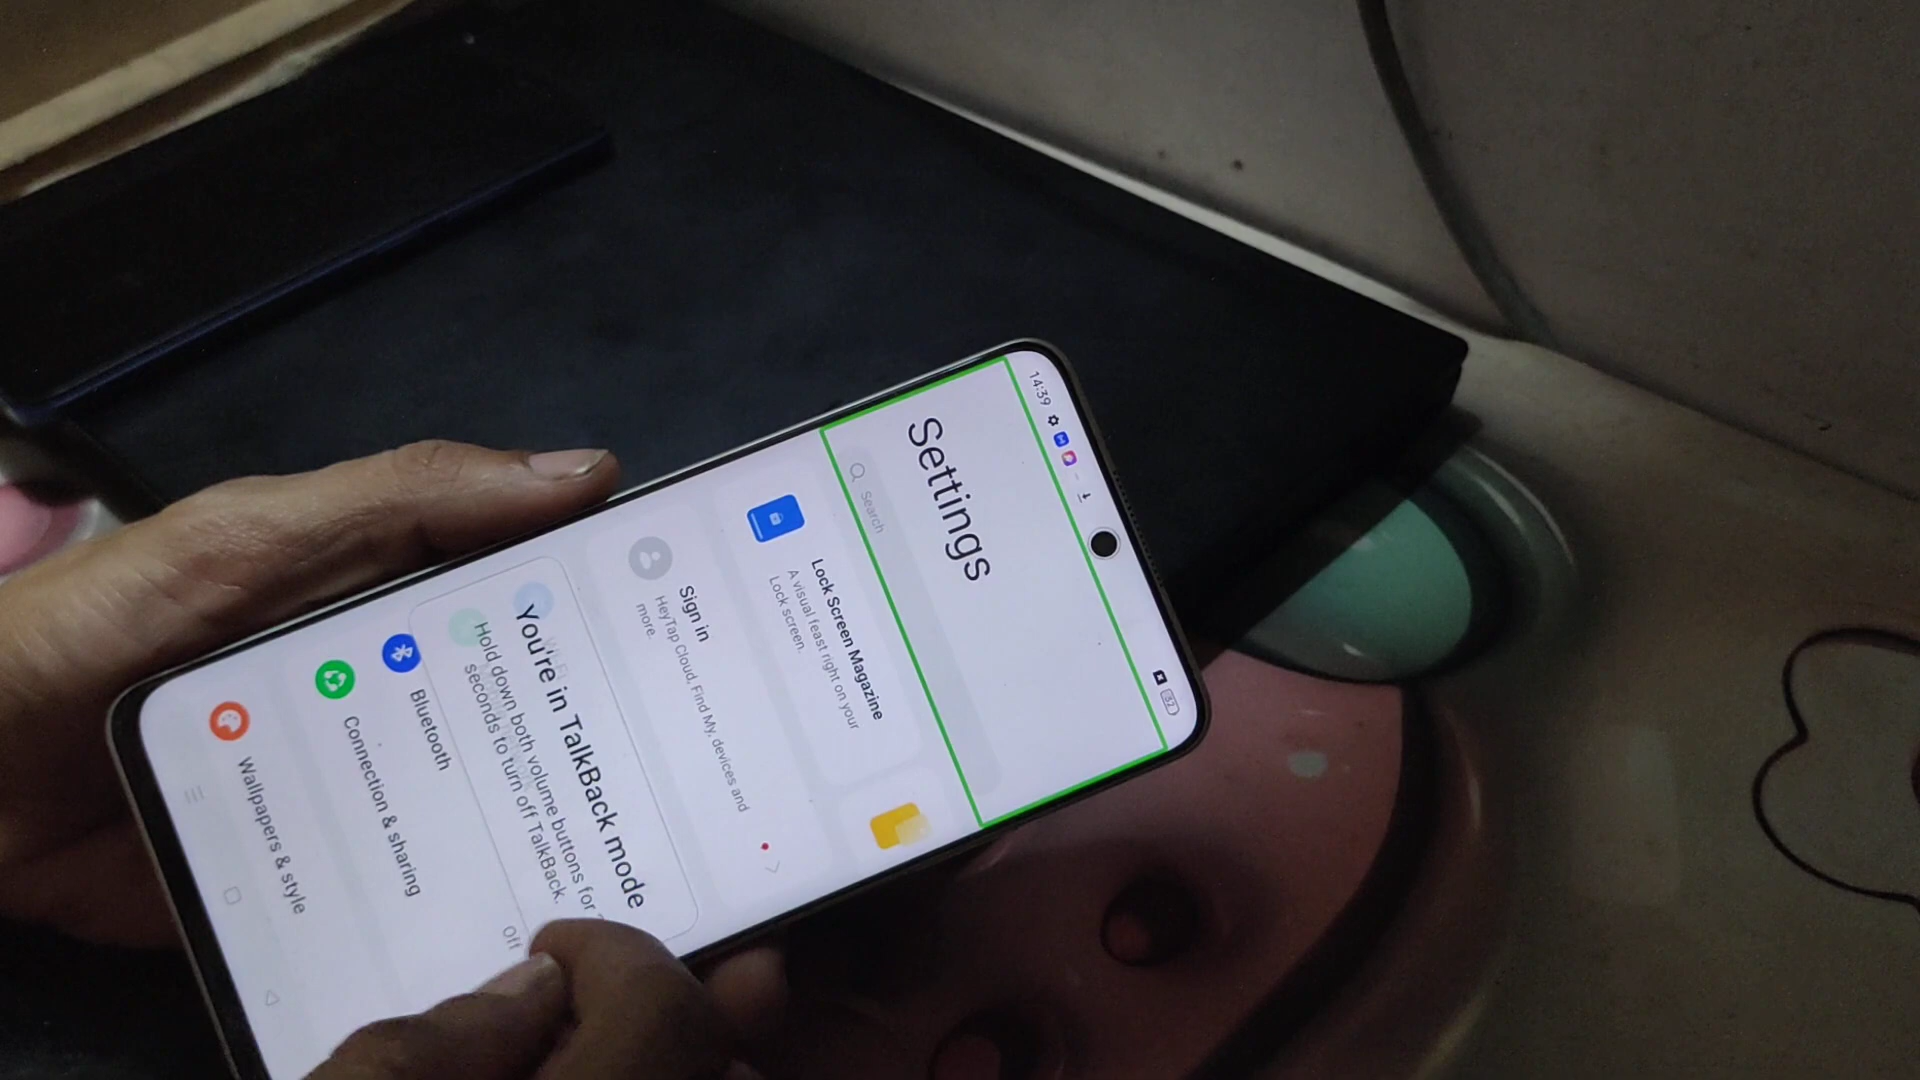 14:39
57
Settings
Search
Lock Screen Magazine
A visual feast right on your
Lock screen.
Sign in
HeyTap Cloud, Find My, devices and
more.
You're in TalkBack mode
Hold down both volume buttons for
seconds to turn off TalkBack.
Bluetooth
Off
Connection & sharing
Wallpapers & style